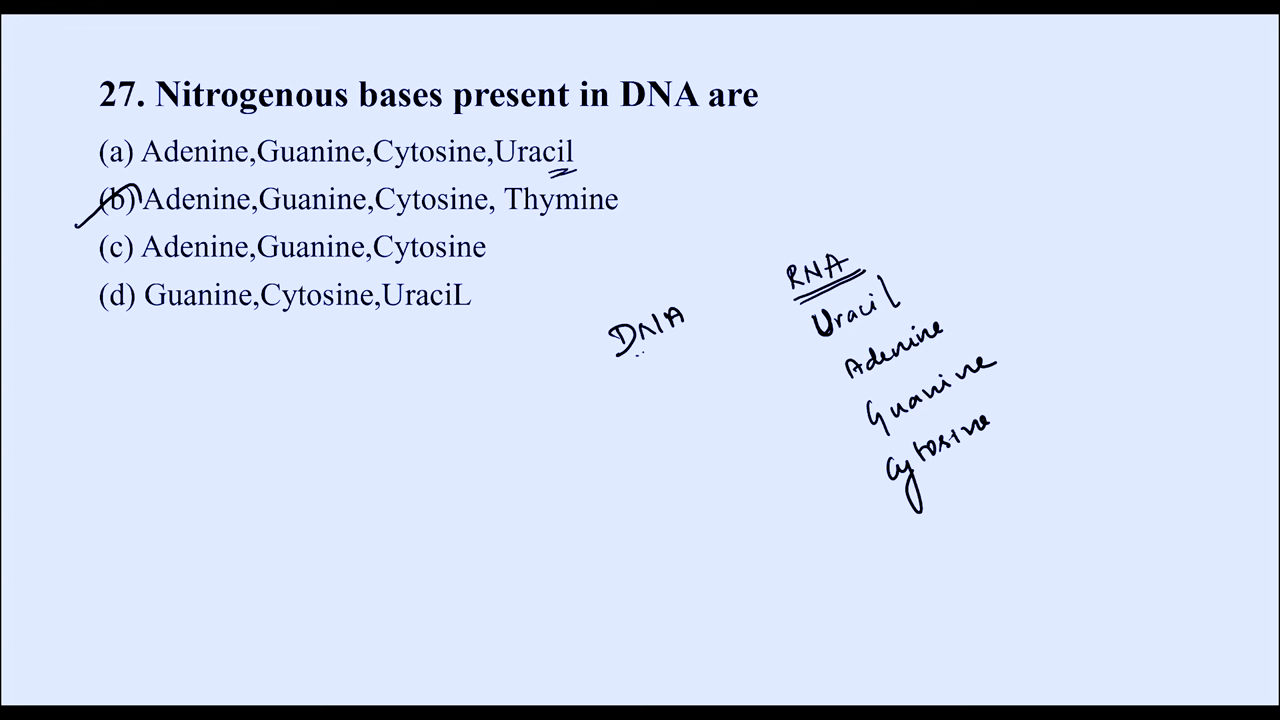 27. Nitrogenous bases present in DNA are
(a) Adenine,Guanine,Cytosine,Uracil
(b) Adenine,Guanine,Cytosine, Thymine
(c) Adenine,Guanine,Cytosine
(d) Guanine,Cytosine,UraciL
DNA
RNA
Uracil
Adenine
Guanine
Cytosine